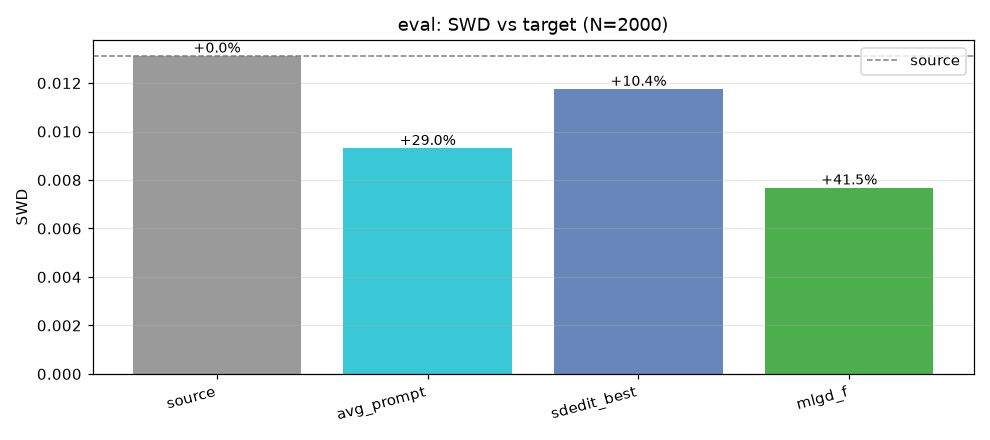 eval: SWD vs target (N=2000)
SWD
0.012
0.010
0.008
0.006
0.004
0.002
0.000
+0.0%
+29.0%
+10.4%
+41.5%
source
source
avg_prompt
sdedit_best
mlgd_f